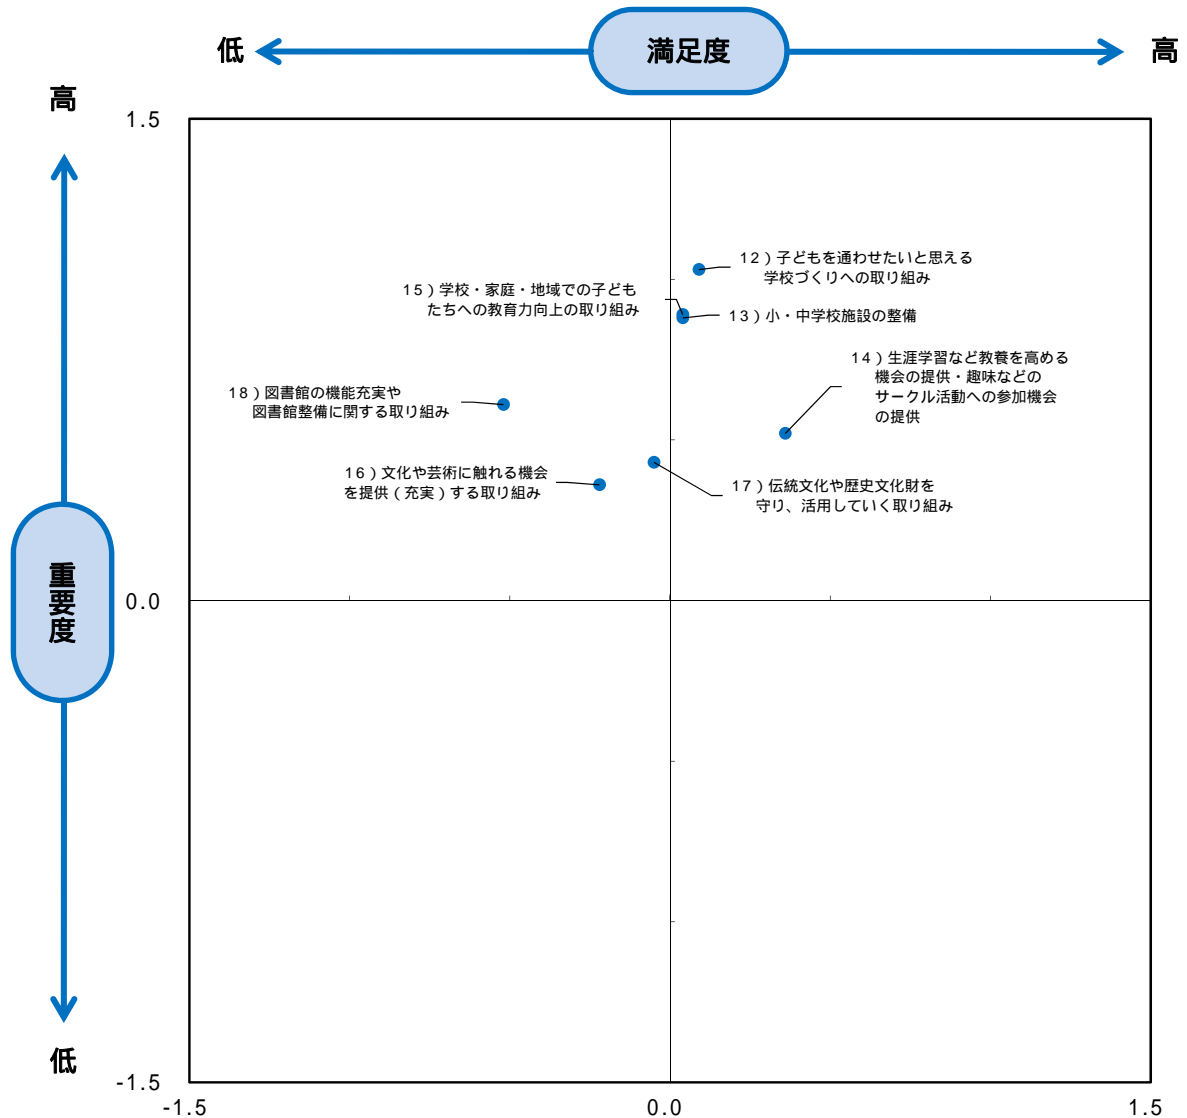 低
満足度
高
高
1.5
12）子どもを通わせたいと思える
学校づくりへの取り組み
15）学校・家庭・地域での子ども
たちへの教育力向上の取り組み
13）小・中学校施設の整備
14）生涯学習など教養を高める
機会の提供・趣味などの
サークル活動への参加機会
の提供
18）図書館の機能充実や
図書館整備に関する取り組み
16）文化や芸術に触れる機会
を提供（充実）する取り組み
17）伝統文化や歴史文化財を
守り、活用していく取り組み
重要度
0.0
低
-1.5
-1.5
0.0
1.5